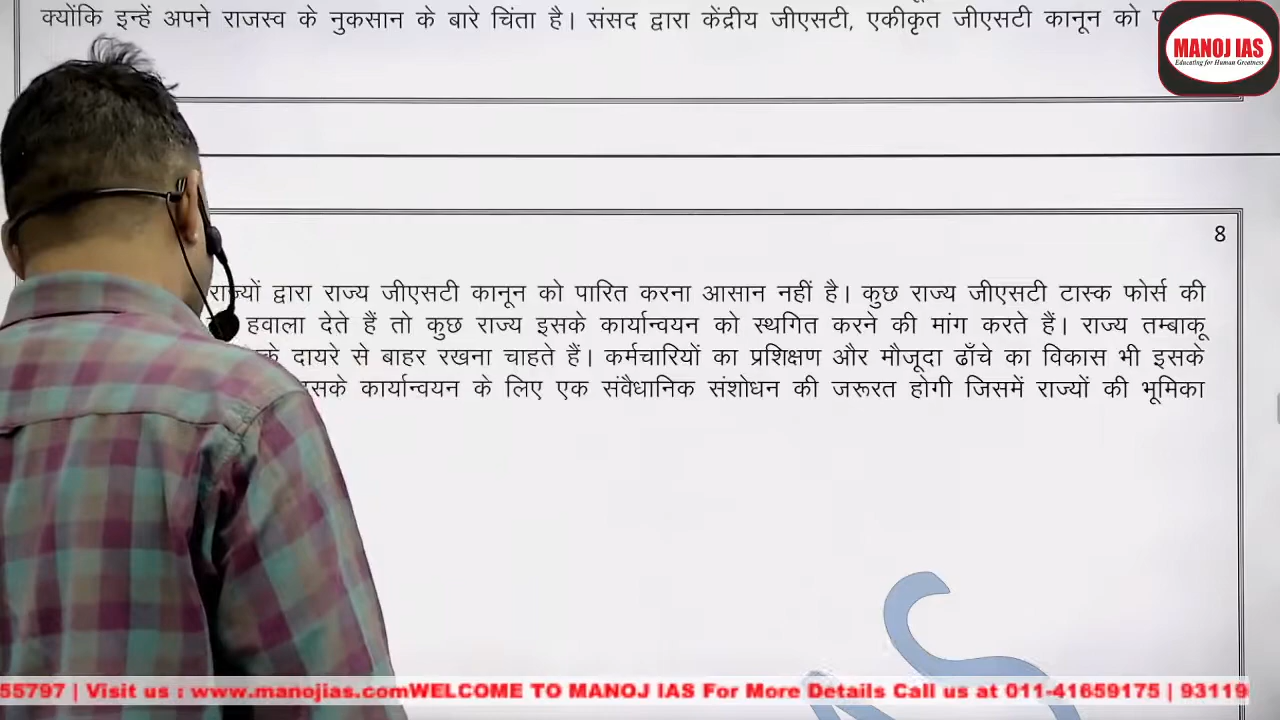 क्योंकि इन्हें अपने राजस्व के नुकसान के बारे चिंता है। संसद द्वारा केंद्रीय जीएसटी, एकीकृत जीएसटी कानून को
MANOJ IAS
Educating for Human Greatness
8
राज्यों द्वारा राज्य जीएसटी कानून को पारित करना आसान नहीं है। कुछ राज्य जीएसटी टास्क फोर्स की
हवाला देते हैं तो कुछ राज्य इसके कार्यान्वयन को स्थगित करने की मांग करते हैं। राज्य तम्बाकू
के दायरे से बाहर रखना चाहते हैं। कर्मचारियों का प्रशिक्षण और मौजूदा ढाँचे का विकास भी इसके
कार्यान्वयन के लिए एक संवैधानिक संशोधन की जरूरत होगी जिसमें राज्यों की भूमिका
55797 | Visit us : www.manojias.comWELCOME TO MANOJ IAS For More Details Call us at 011-41659175 | 93119